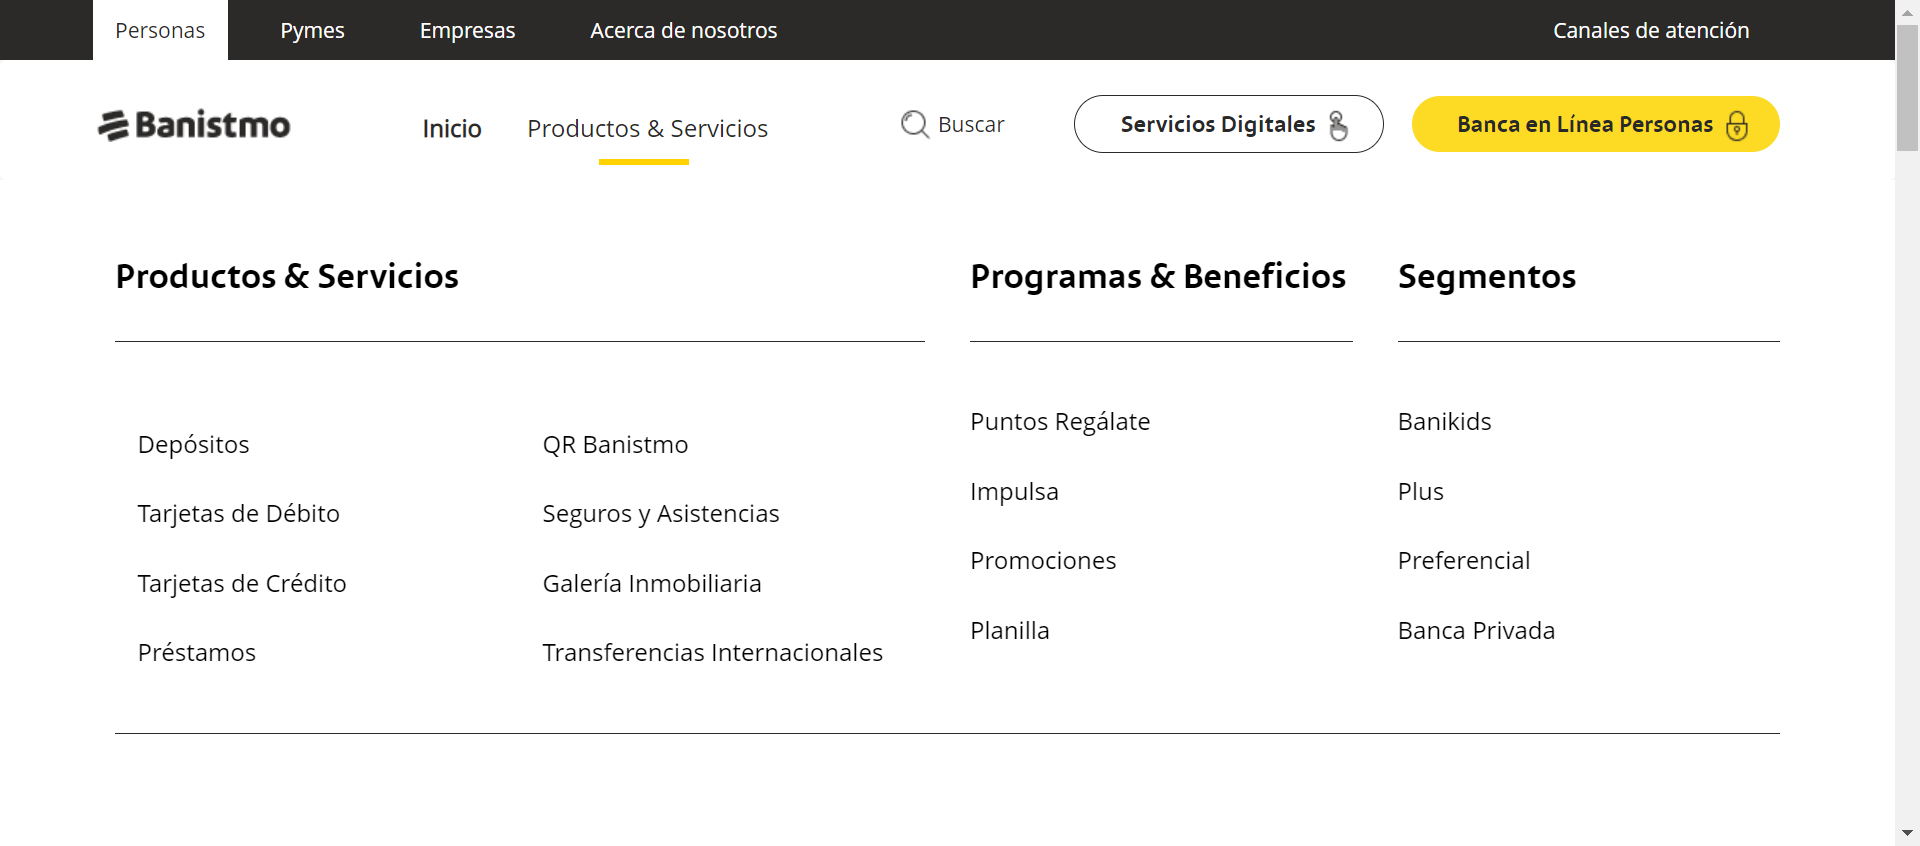 Personas Pymes Empresas Acerca de nosotros Canales de atención
Banistmo Inicio Productos & Servicios Buscar Servicios Digitales Banca en Línea Personas
Productos & Servicios
Depósitos
Tarjetas de Débito
Tarjetas de Crédito
Préstamos
QR Banistmo
Seguros y Asistencias
Galería Inmobiliaria
Transferencias Internacionales
Programas & Beneficios
Puntos Regálate
Impulsa
Promociones
Planilla
Segmentos
Banikids
Plus
Preferencial
Banca Privada